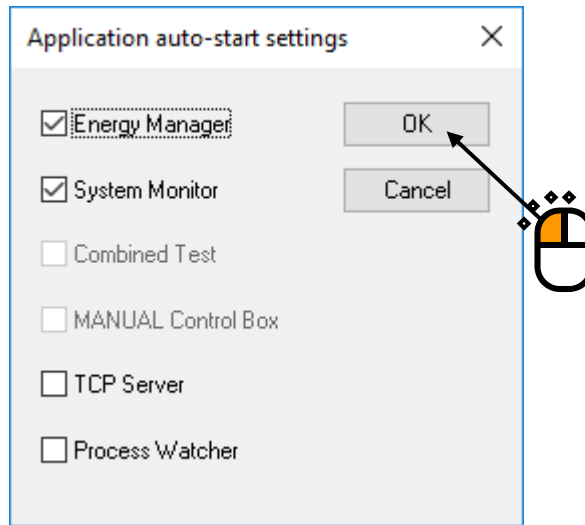 Application auto-start settings
Energy Manager
OK
System Monitor
Cancel
Combined Test
MANUAL Control Box
TCP Server
Process Watcher